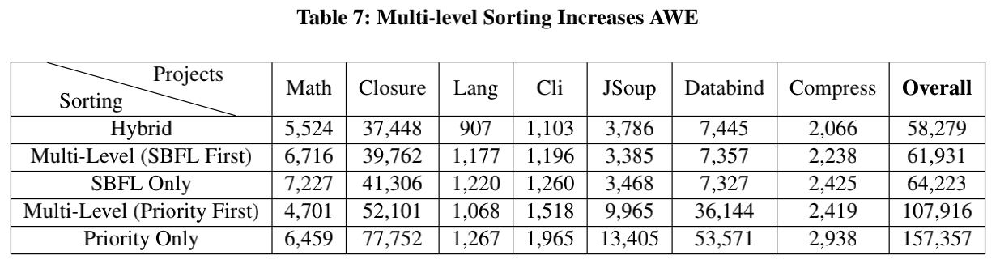 Table 7: Multi-level Sorting Increases AWE
Projects
Sorting
Math Closure Lang Cli JSoup Databind Compress Overall
Hybrid 5,524 37,448 907 1,103 3,786 7,445 2,066 58,279
Multi-Level (SBFL First) 6,716 39,762 1,177 1,196 3,385 7,357 2,238 61,931
SBFL Only 7,227 41,306 1,220 1,260 3,468 7,327 2,425 64,223
Multi-Level (Priority First) 4,701 52,101 1,068 1,518 9,965 36,144 2,419 107,916
Priority Only 6,459 77,752 1,267 1,965 13,405 53,571 2,938 157,357